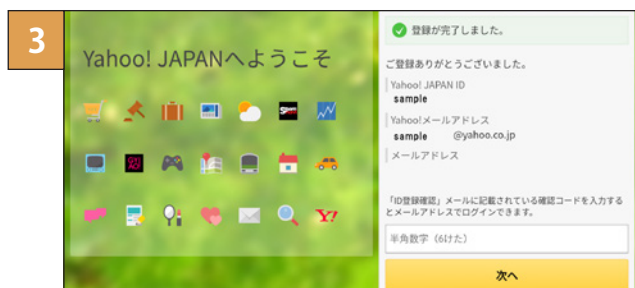 3
Yahoo! JAPANへようこそ
GYAO!
Y!
登録が完了しました。
ご登録ありがとうございました。
Yahoo! JAPAN ID
sample
Yahoo!メールアドレス
sample @yahoo.co.jp
メールアドレス
「ID登録確認」メールに記載されている確認コードを入力する
とメールアドレスでログインできます。
半角数字（6けた）
次へ